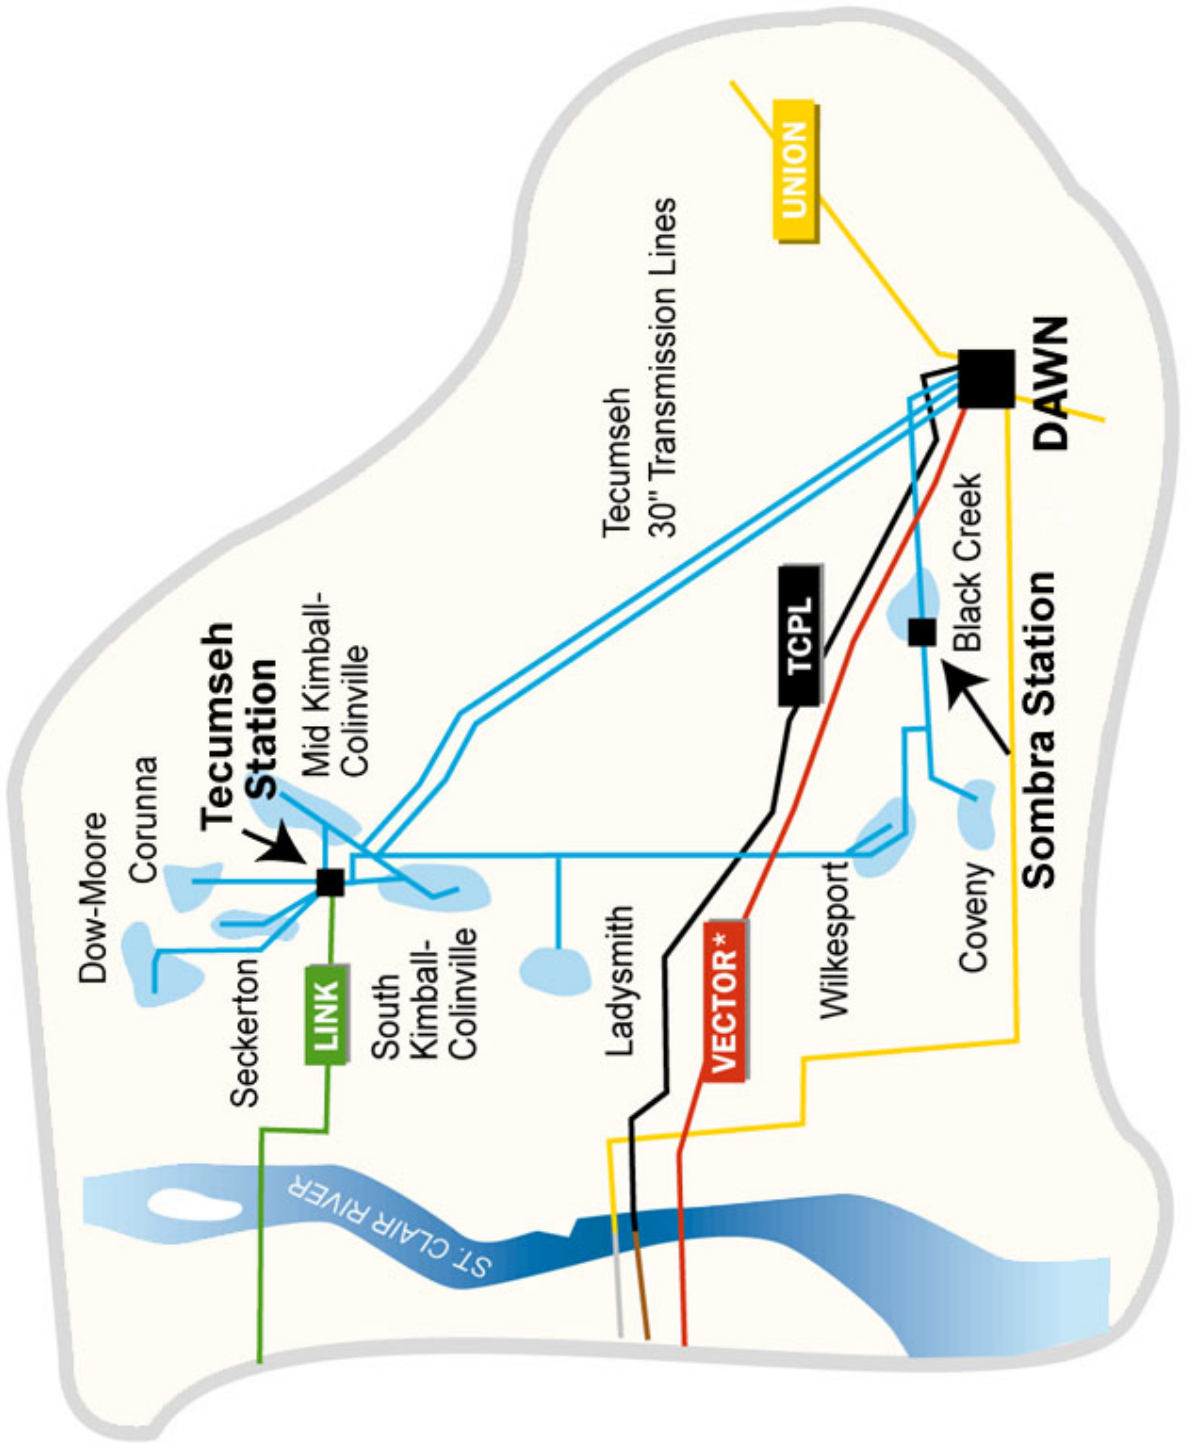 Dow-Moore
Corunna
Tecumseh
Station
Mid Kimball-
Colinville
Seckerton
LINK
South
Kimball-
Colinville
Tecumseh
30" Transmission Lines
UNION
Ladysmith
TCPL
VECTOR*
Wilkesport
Black Creek
Coveny
Sombra Station
DAWN
ST. CLAIR RIVER